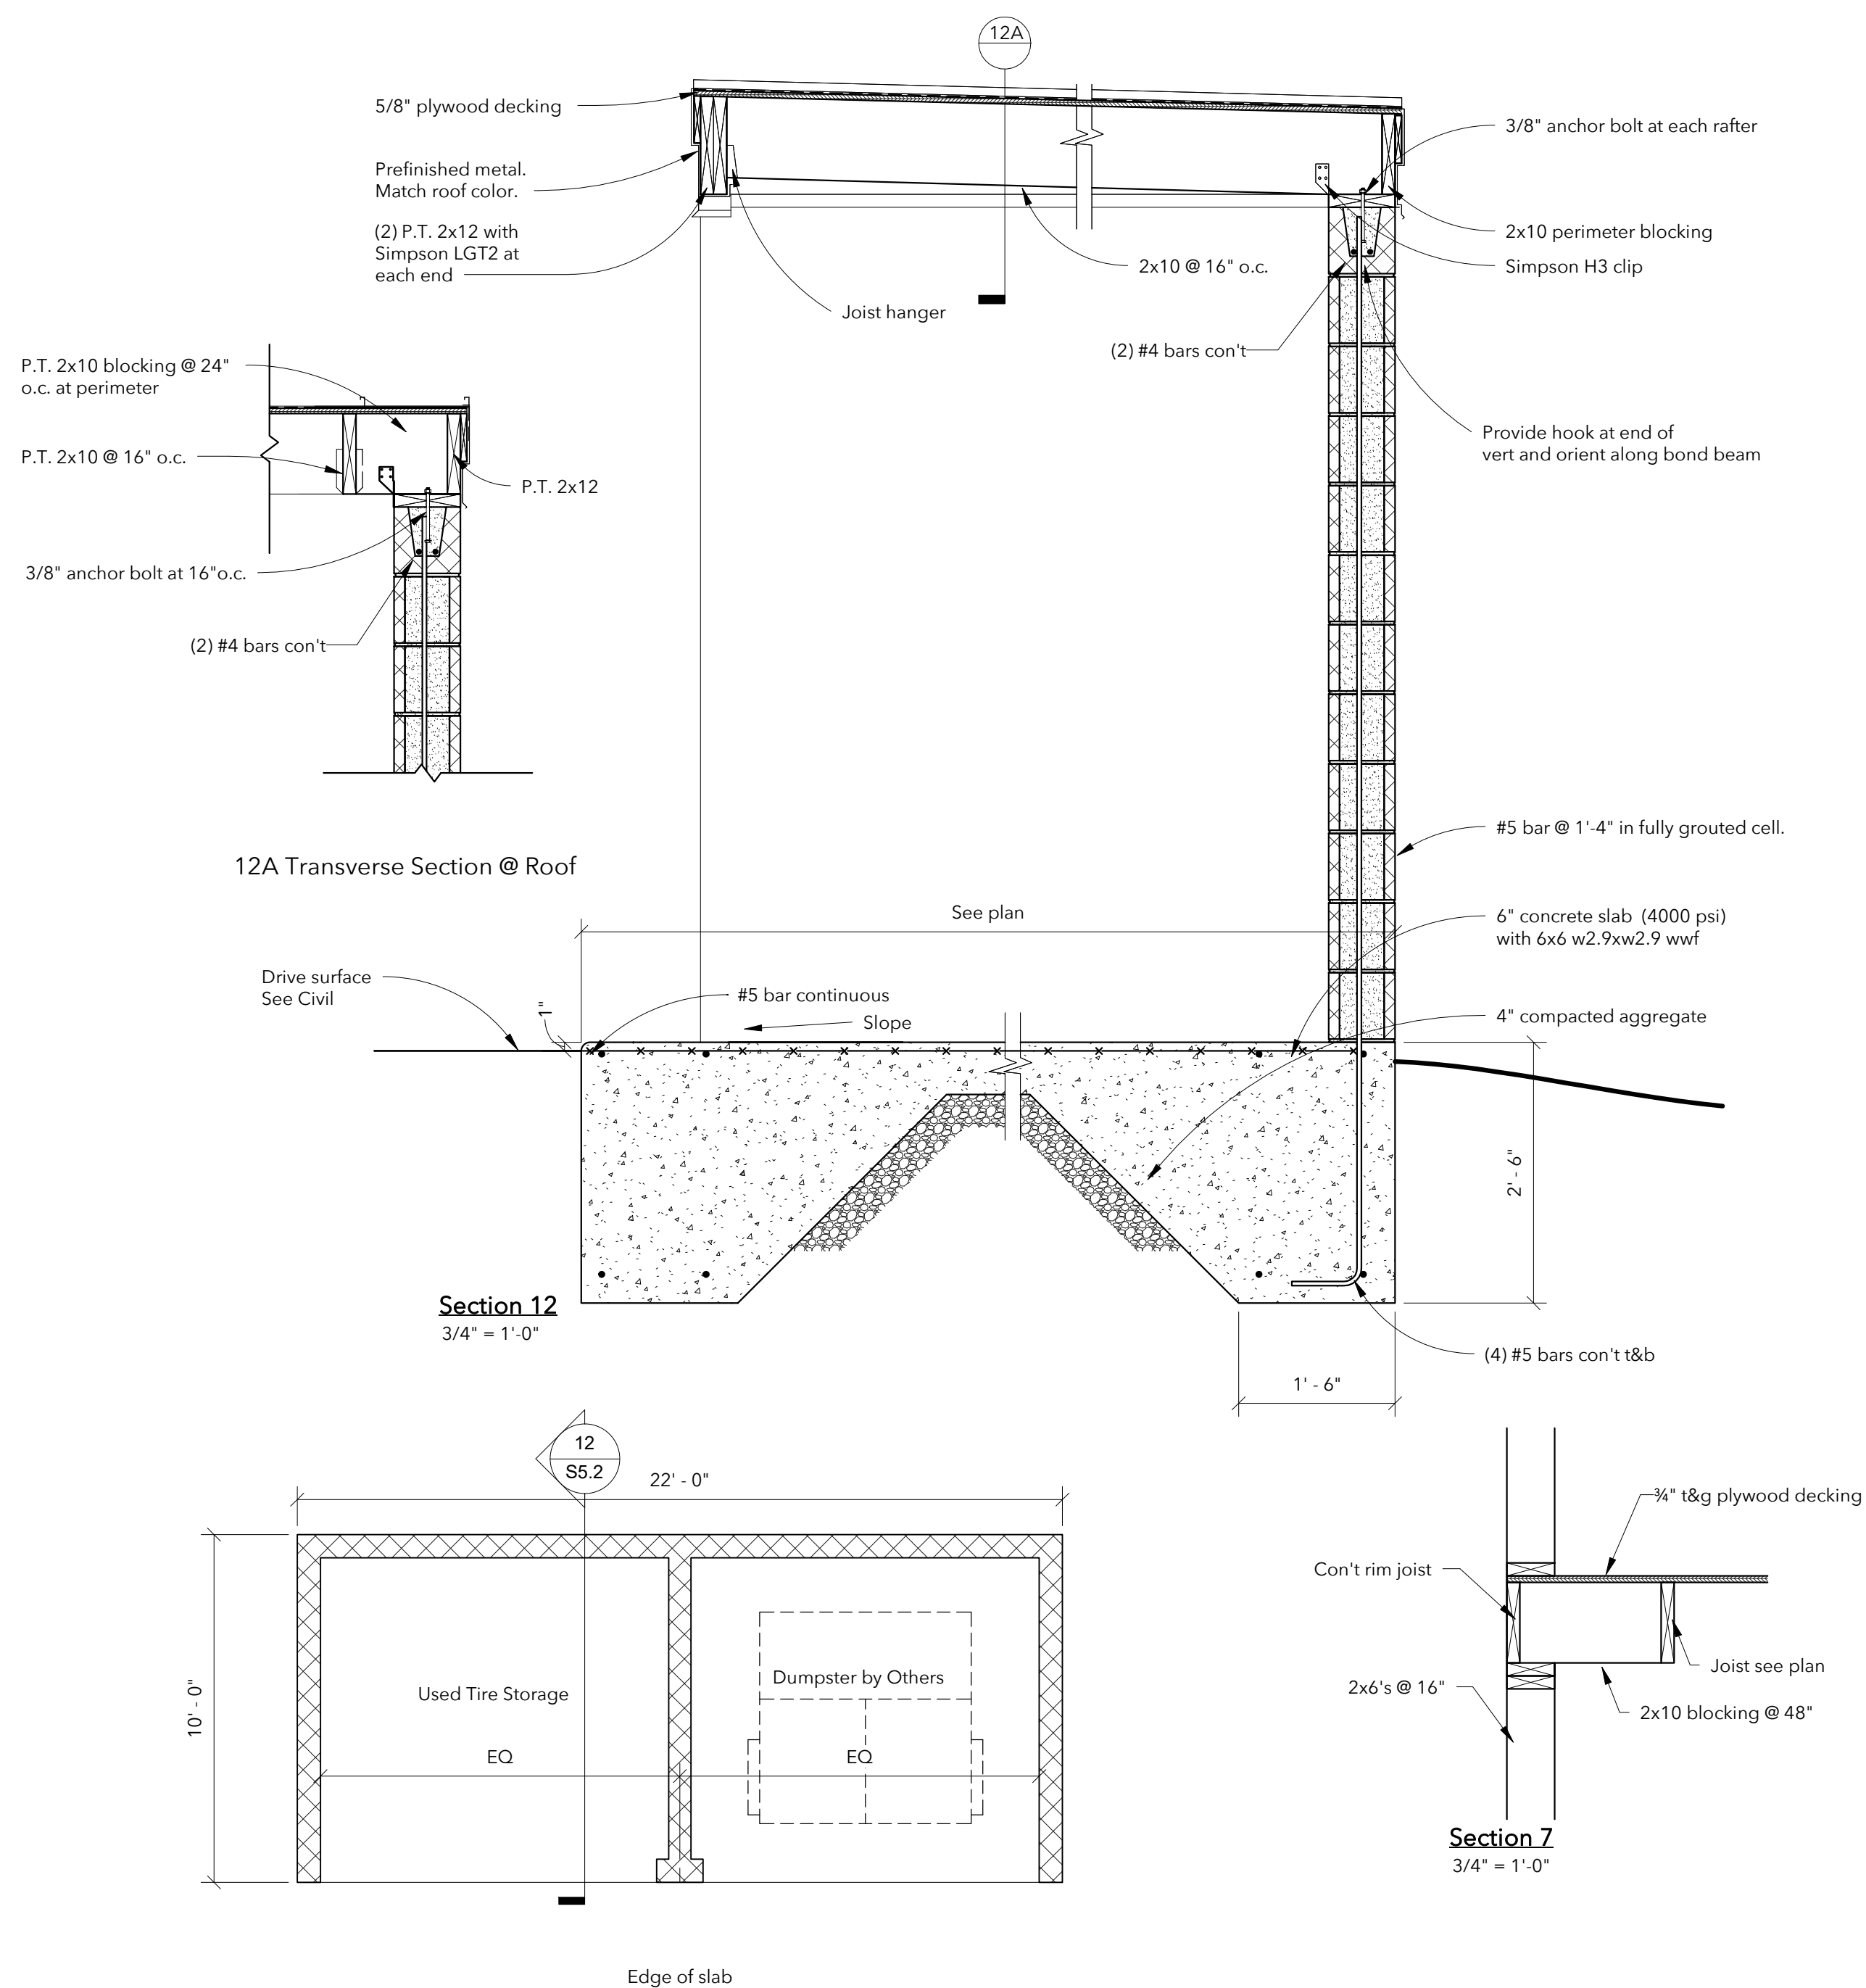 12A
5/8" plywood decking
3/8" anchor bolt at each rafter
Prefinished metal.
Match roof color.
(2) P.T. 2x12 with
Simpson LGT2 at
each end
2x10 perimeter blocking
2x10 @ 16" o.c.
Simpson H3 clip
Joist hanger
(2) #4 bars con't
P.T. 2x10 blocking @ 24"
o.c. at perimeter
Provide hook at end of
vert and orient along bond beam
P.T. 2x10 @ 16" o.c.
P.T. 2x12
3/8" anchor bolt at 16"o.c.
(2) #4 bars con't
#5 bar @ 1'-4" in fully grouted cell.
12A Transverse Section @ Roof
See plan
6" concrete slab (4000 psi)
with 6x6 w2.9xw2.9 wwf
Drive surface
See Civil
1"
#5 bar continuous
Slope
4" compacted aggregate
2' - 6"
Section 12
3/4" = 1'-0"
(4) #5 bars con't t&b
1' - 6"
12
S5.2
22' - 0"
10' - 0"
Used Tire Storage
Dumpster by Others
EQ
EQ
Edge of slab
¾" t&g plywood decking
Con't rim joist
Joist see plan
2x6's @ 16"
2x10 blocking @ 48"
Section 7
3/4" = 1'-0"